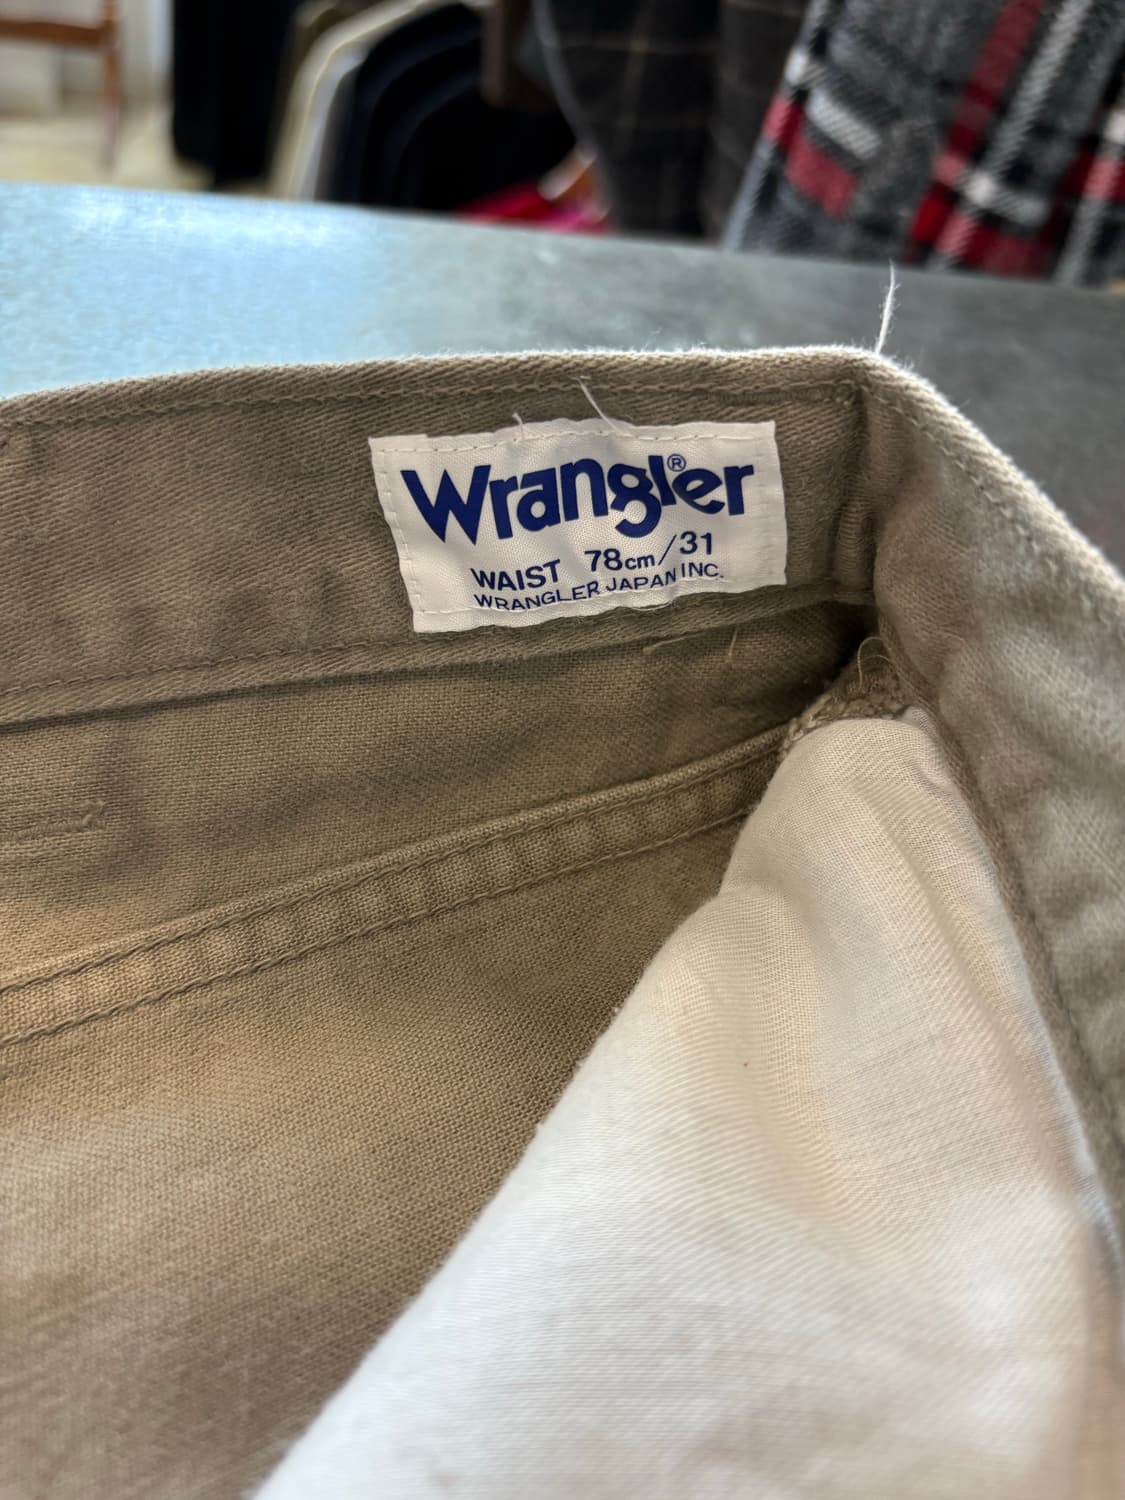 Wrangler®
WAIST 78cm/31
WRANGLER JAPAN INC.